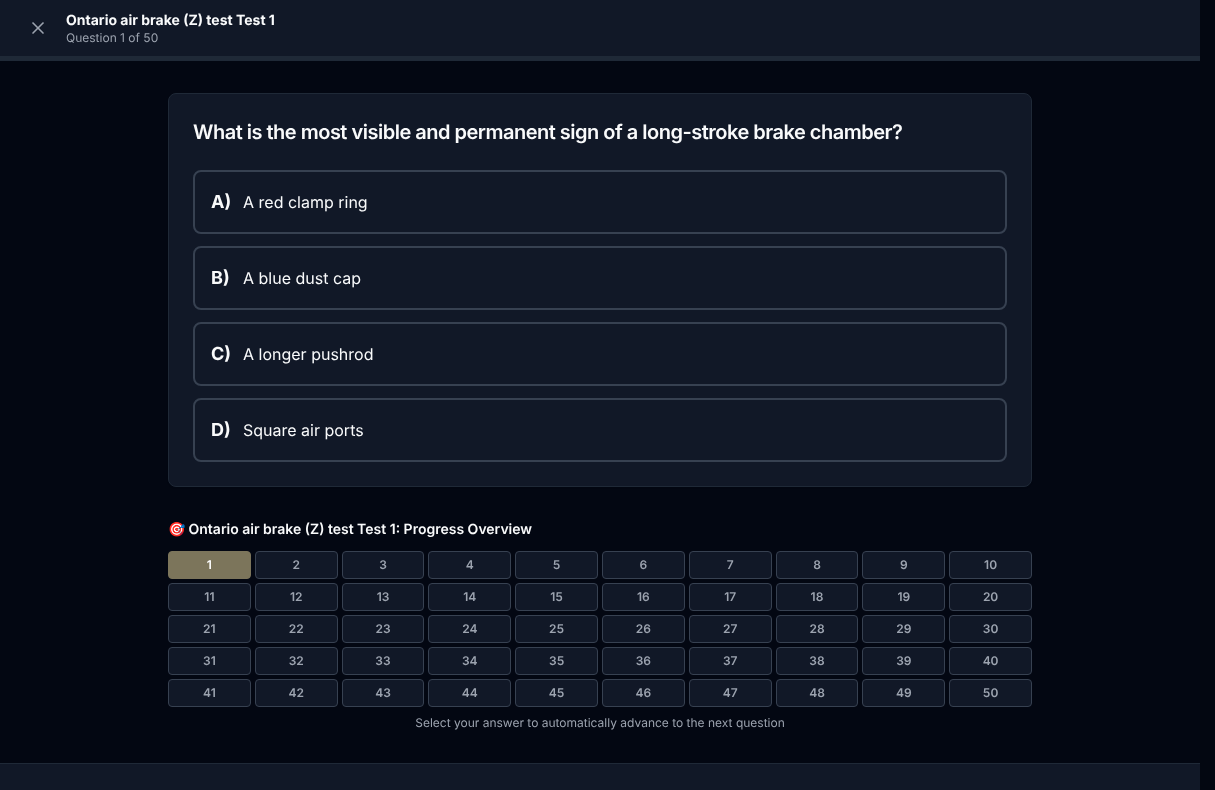 Ontario air brake (Z) test Test 1
Question 1 of 50
What is the most visible and permanent sign of a long-stroke brake chamber?
A) A red clamp ring
B) A blue dust cap
C) A longer pushrod
D) Square air ports
🎯 Ontario air brake (Z) test Test 1: Progress Overview
1 2 3 4 5 6 7 8 9 10
11 12 13 14 15 16 17 18 19 20
21 22 23 24 25 26 27 28 29 30
31 32 33 34 35 36 37 38 39 40
41 42 43 44 45 46 47 48 49 50
Select your answer to automatically advance to the next question